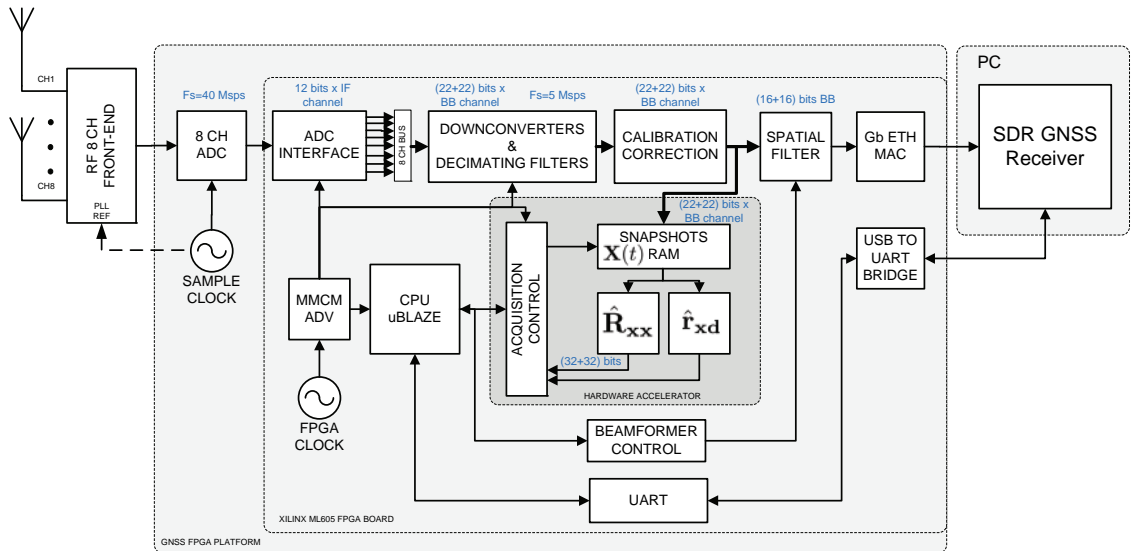 CH1
CH8
RF 8 CH
FRONT-END
PLL
REF
Fs=40 Msps
8 CH
ADC
SAMPLE
CLOCK
12 bits x IF
channel
ADC
INTERFACE
8 CH BUS
(22+22) bits x
BB channel
Fs=5 Msps
DOWNCONVERTERS
&
DECIMATING FILTERS
(22+22) bits x
BB channel
CALIBRATION
CORRECTION
(16+16) bits BB
SPATIAL
FILTER
Gb ETH
MAC
PC
SDR GNSS
Receiver
(22+22) bits x
BB channel
SNAPSHOTS
X(t) RAM
ACQUISITION
CONTROL
R̂xx
r̂xd
(32+32) bits
HARDWARE ACCELERATOR
MMCM
ADV
CPU
uBLAZE
FPGA
CLOCK
USB TO
UART
BRIDGE
BEAMFORMER
CONTROL
UART
XILINX ML605 FPGA BOARD
GNSS FPGA PLATFORM